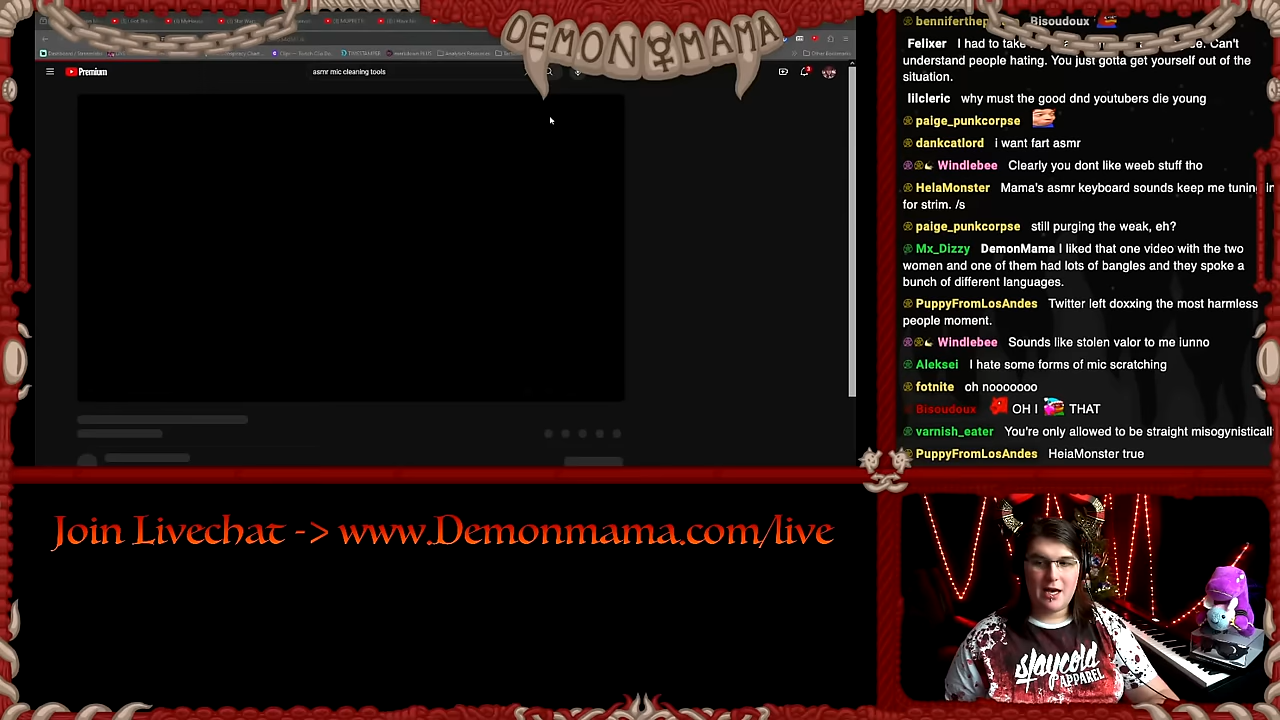 DEMON MAMA
Premium
asmr mic cleaning tools
Other Bookmarks
Bisoudoux
Felixer I had to take
Can't
understand people hating. You just gotta get yourself out of the
situation.
lilcleric why must the good dnd youtubers die young
paige_punkcorpse
dankcatlord i want fart asmr
Windlebee Clearly you dont like weeb stuff tho
HelaMonster Mama's asmr keyboard sounds keep me tuning in
for strim. /s
paige_punkcorpse still purging the weak, eh?
Mx_Dizzy DemonMama I liked that one video with the two
women and one of them had lots of bangles and they spoke a
bunch of different languages.
PuppyFromLosAndes Twitter left doxxing the most harmless
people moment.
Windlebee Sounds like stolen valor to me iunno
Aleksei I hate some forms of mic scratching
fotnite oh nooooooo
Bisoudoux OH I THAT
varnish_eater You're only allowed to be straight misogynisticall
PuppyFromLosAndes HeiaMonster true
Join Livechat -> www.Demonmama.com/live
staycold
APPAREL